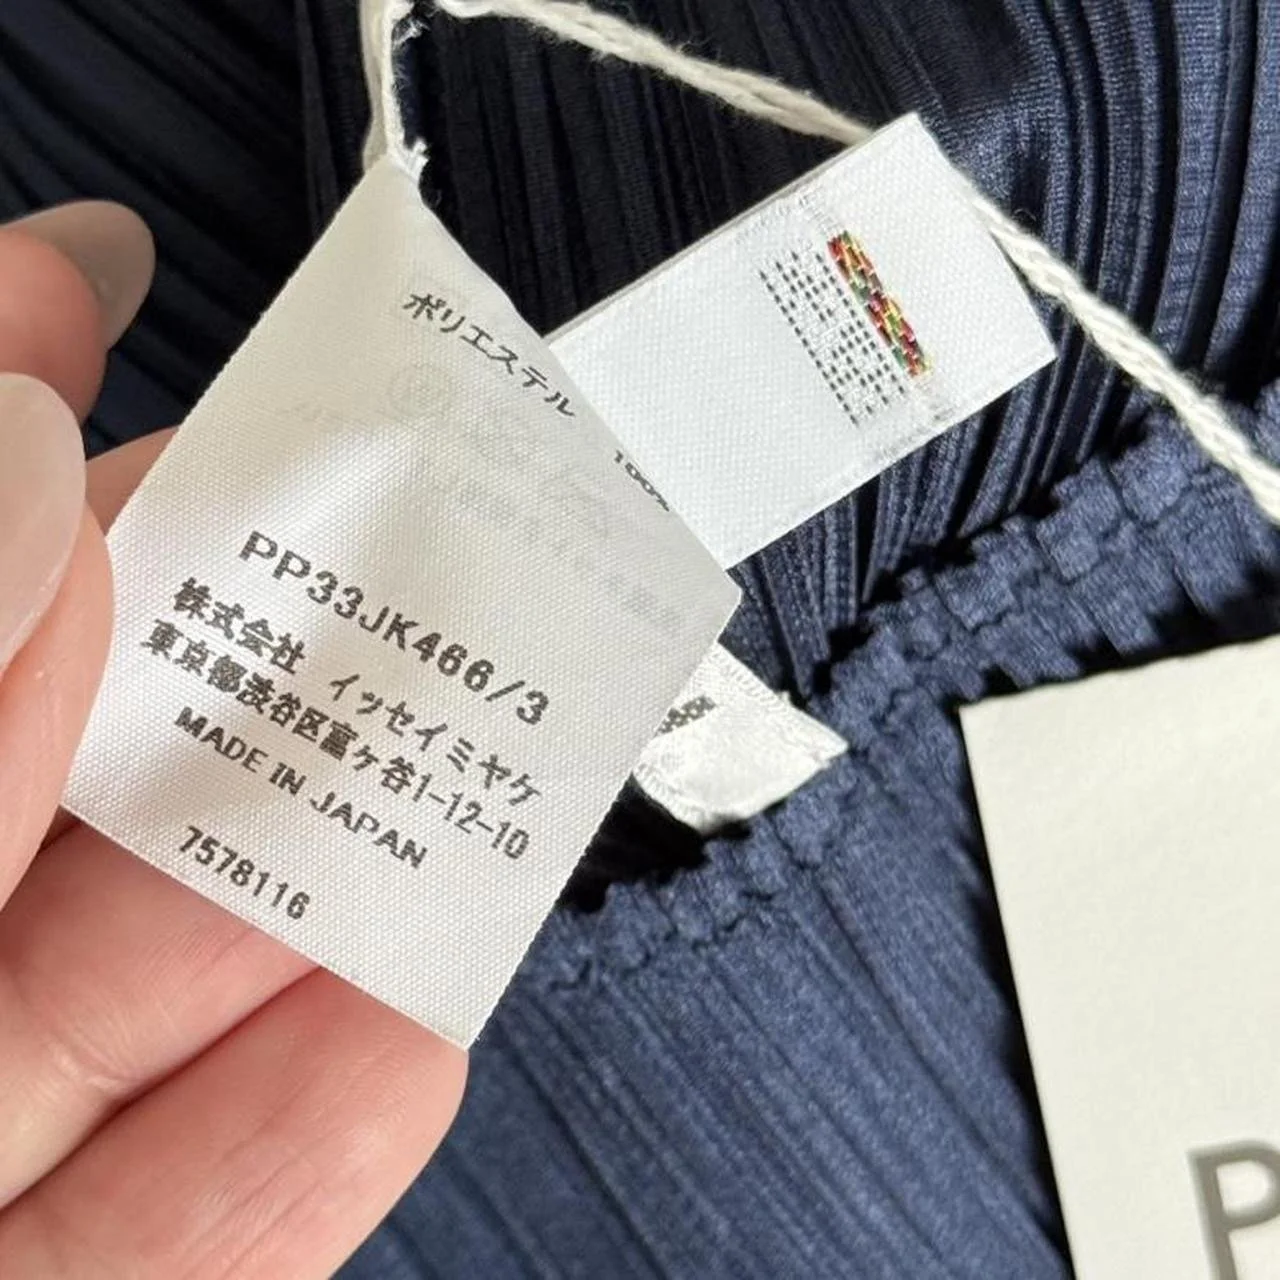 ポリエステル 100%
PP33JK466/3
株式会社 イッセイミヤケ
東京都渋谷区富ヶ谷1-12-10
MADE IN JAPAN
7578116
P